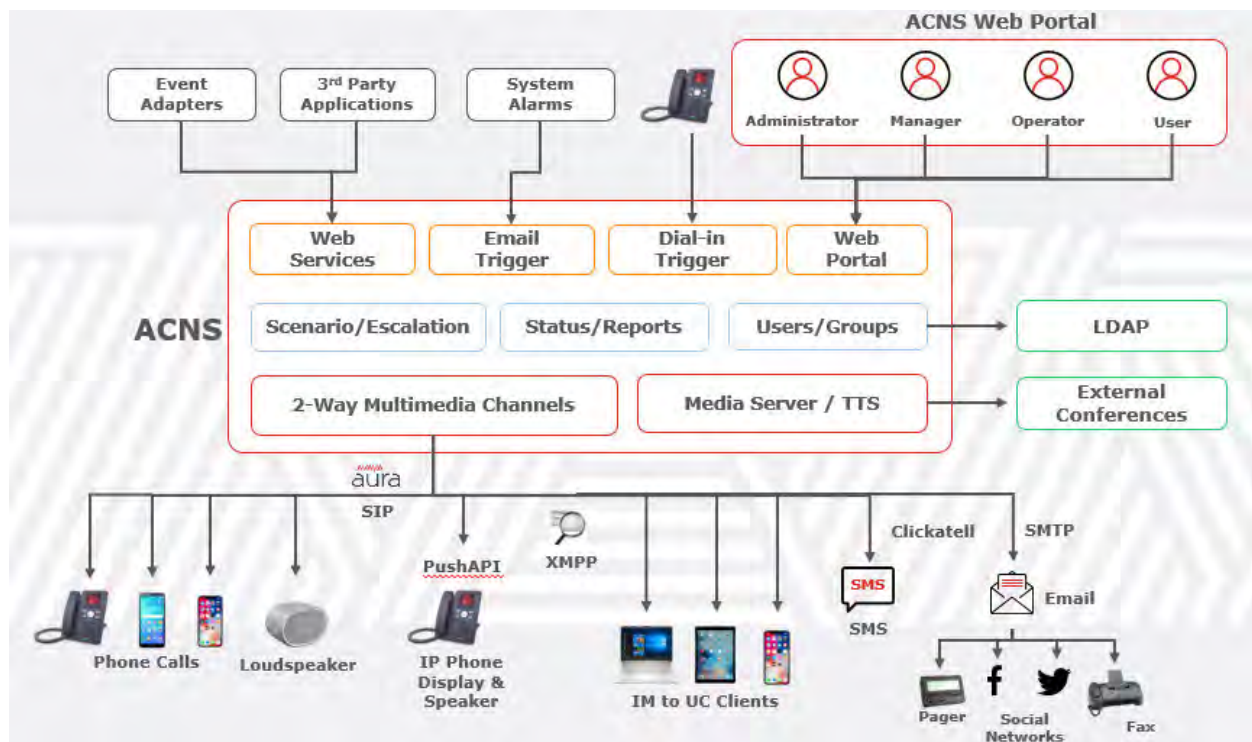 ACNS Web Portal
Event
Adapters
3rd Party
Applications
System
Alarms
Administrator
Manager
Operator
User
Web
Services
Email
Trigger
Dial-in
Trigger
Web
Portal
ACNS
Scenario/Escalation
Status/Reports
Users/Groups
LDAP
2-Way Multimedia Channels
Media Server / TTS
External
Conferences
AVAYA
aura
SIP
PushAPI
XMPP
Clickatell
SMTP
SMS
SMS
Email
Phone Calls
Loudspeaker
IP Phone
Display &
Speaker
IM to UC Clients
Pager
Social
Networks
Fax